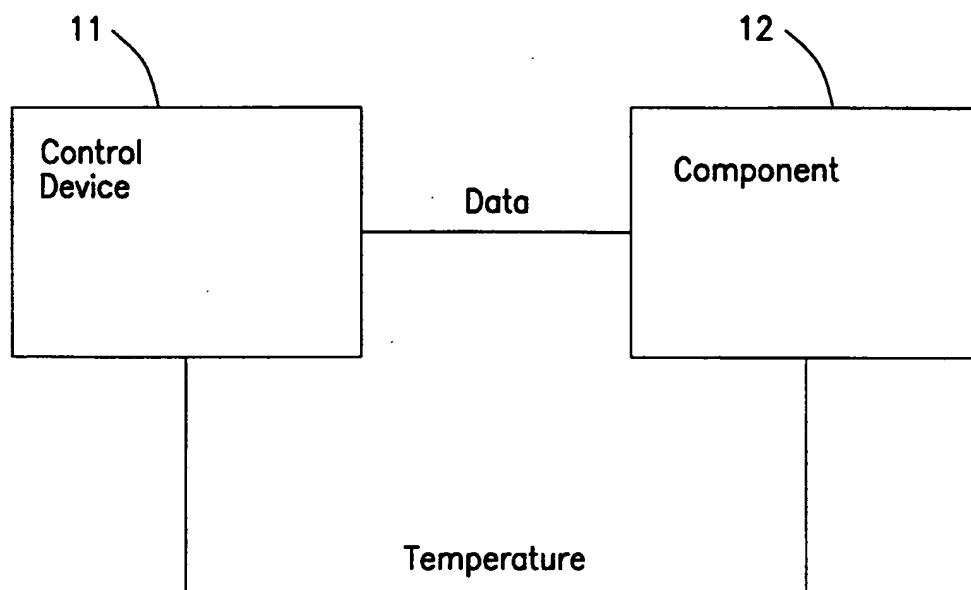 11
12
Control
Device
Component
Data
Temperature